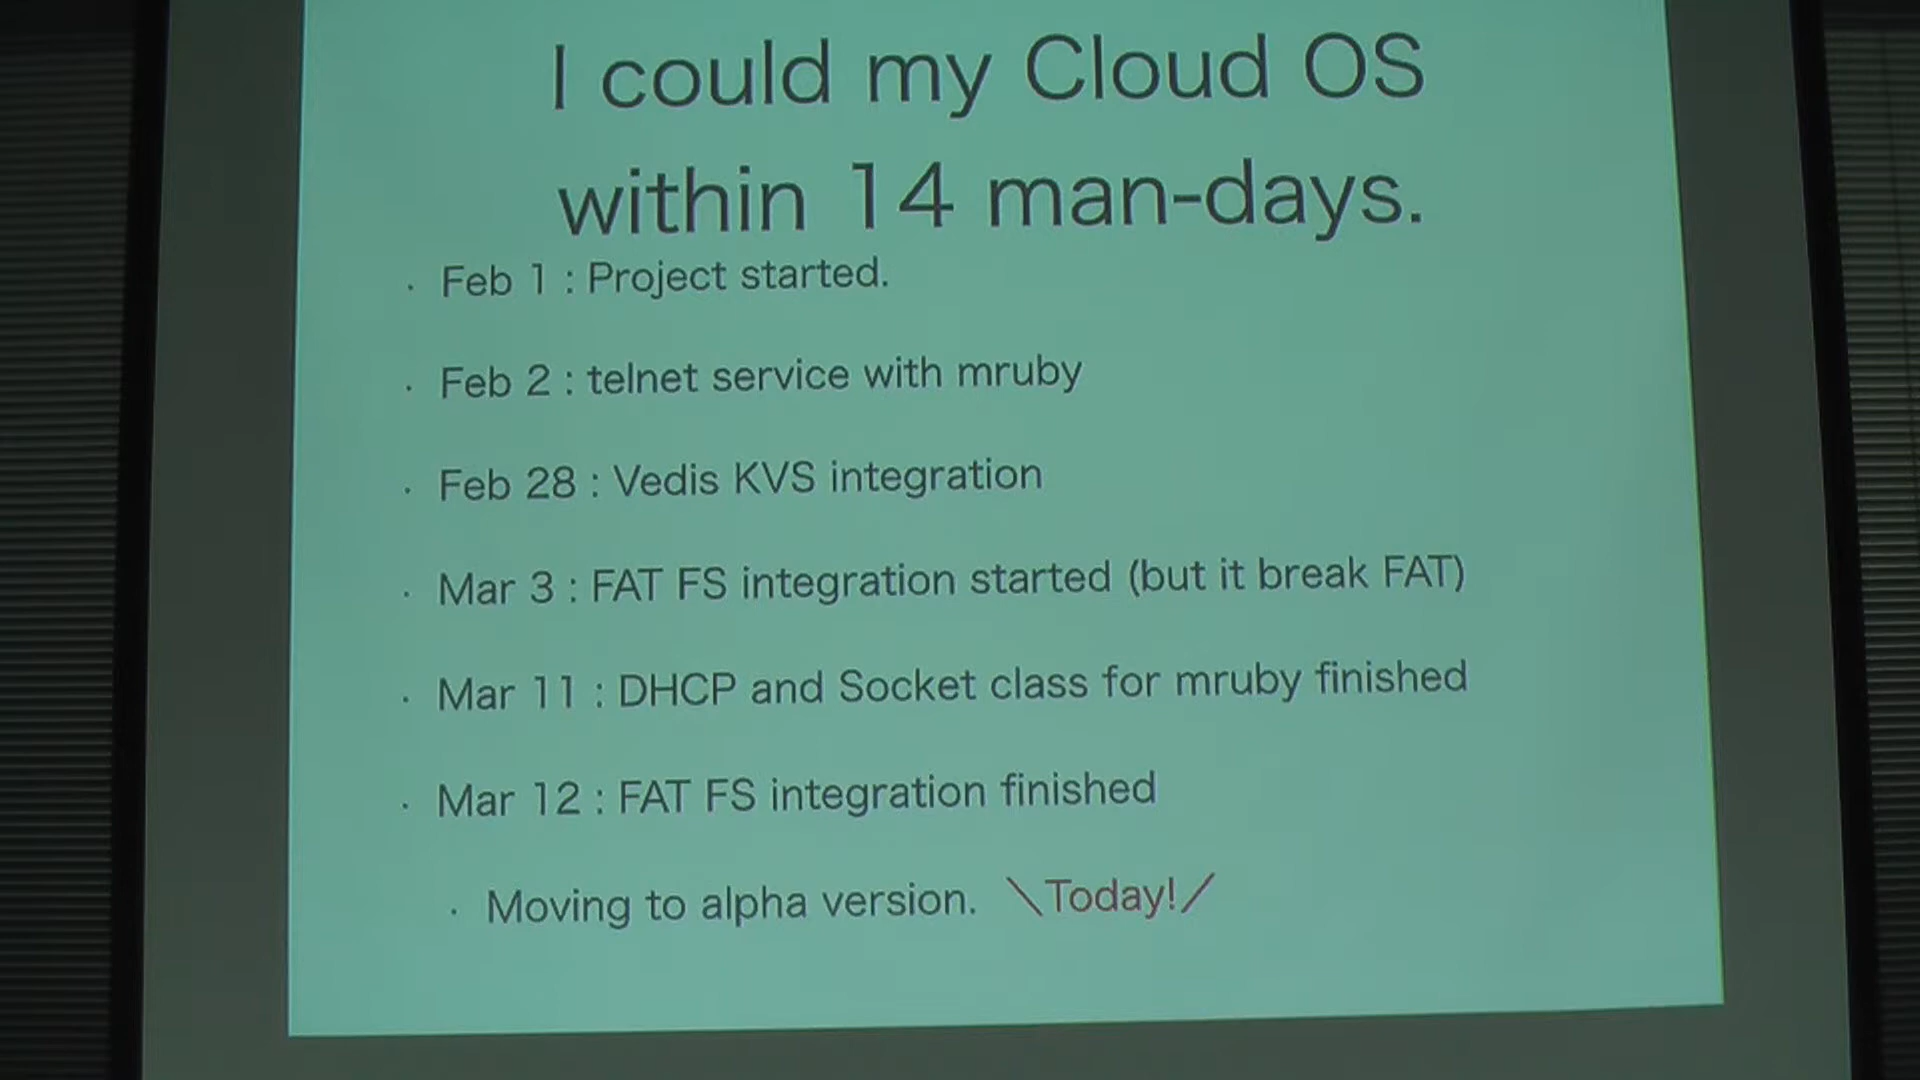 I could my Cloud OS
within 14 man-days.
· Feb 1 : Project started.
· Feb 2 : telnet service with mruby
· Feb 28 : Vedis KVS integration
· Mar 3 : FAT FS integration started (but it break FAT)
· Mar 11 : DHCP and Socket class for mruby finished
· Mar 12 : FAT FS integration finished
· Moving to alpha version. ＼Today!／